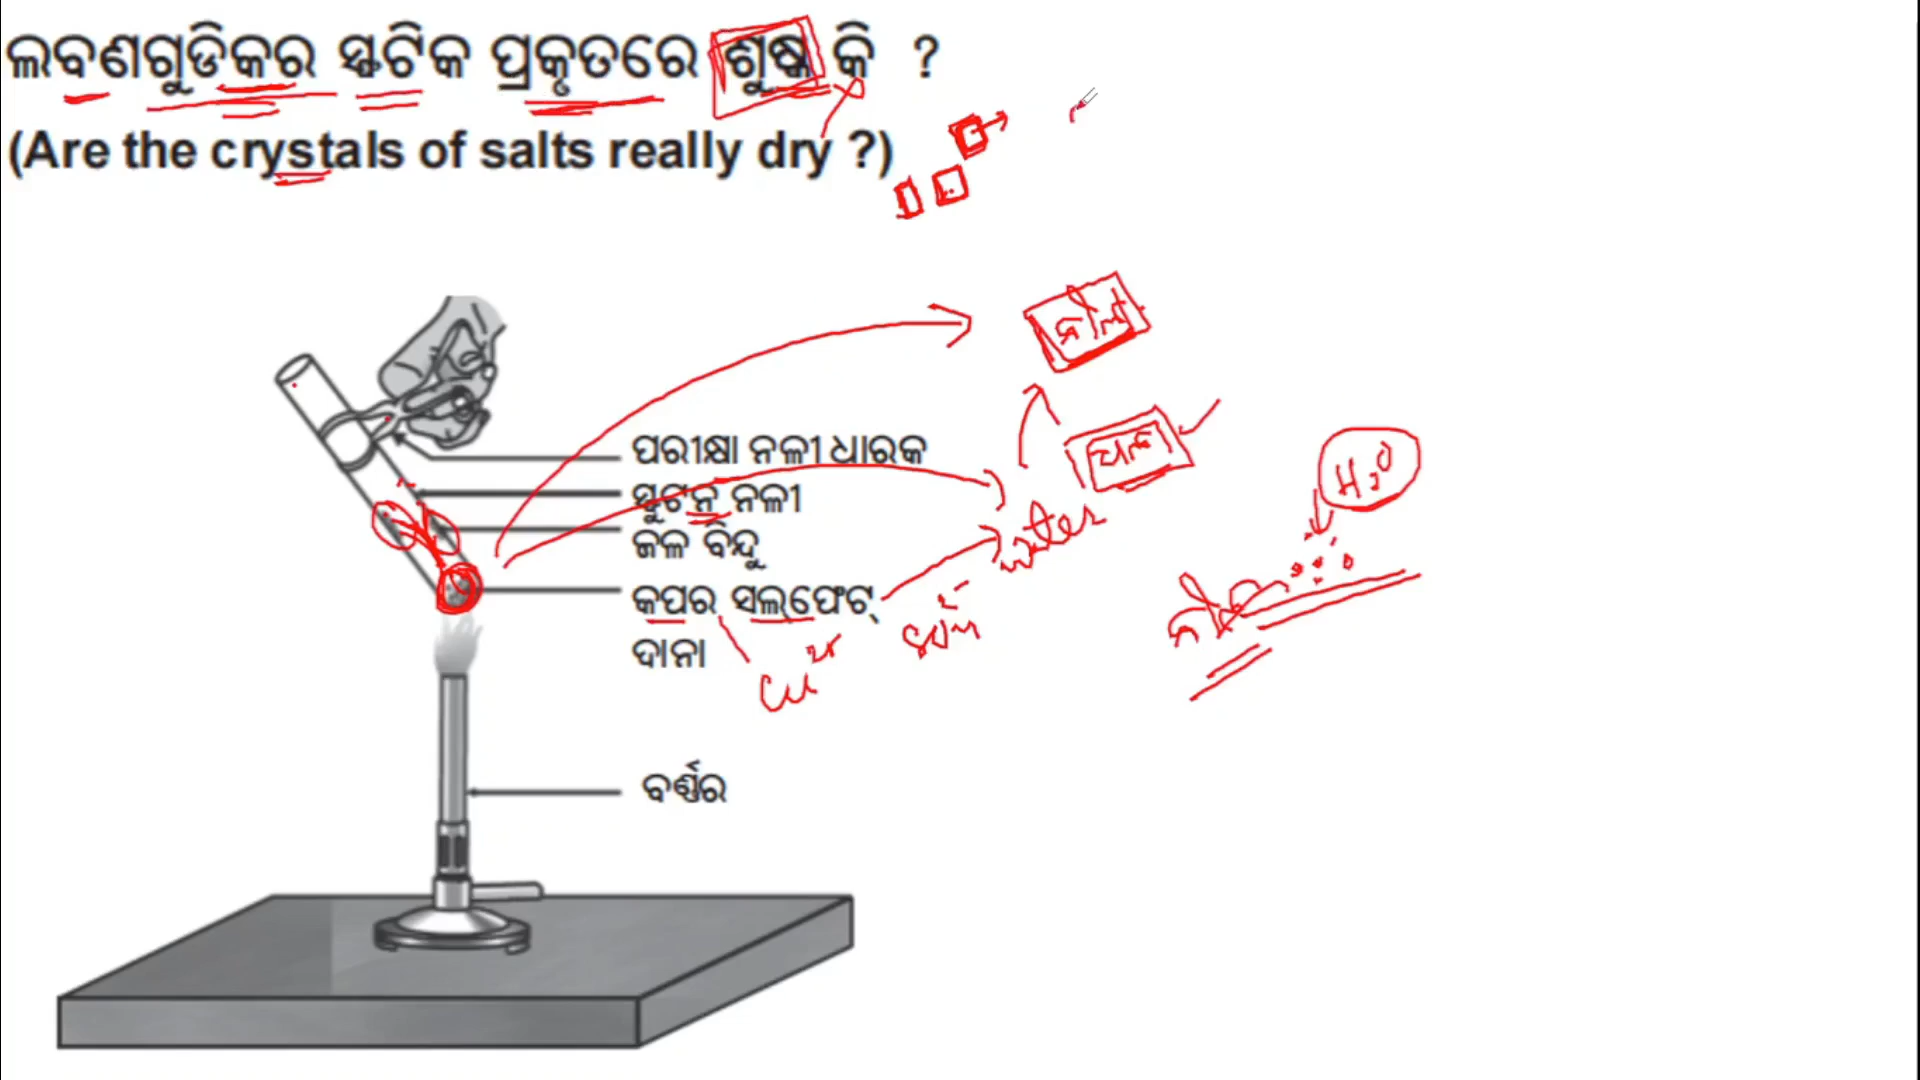 ଲବଣଗୁଡିକର ସ୍ଫଟିକ ପ୍ରକୃତରେ ଶୁଷ୍କ କି ?
(Are the crystals of salts really dry ?)
ପରୀକ୍ଷା ନଳୀ ଧାରକ
ସ୍ଫୁଟନ ନଳୀ
ଜଳ ବିନ୍ଦୁ
କପର ସଲ୍‌ଫେଟ୍
ଦାନା
ବର୍ଣ୍ଣର
water
H₂O
Cu²⁺